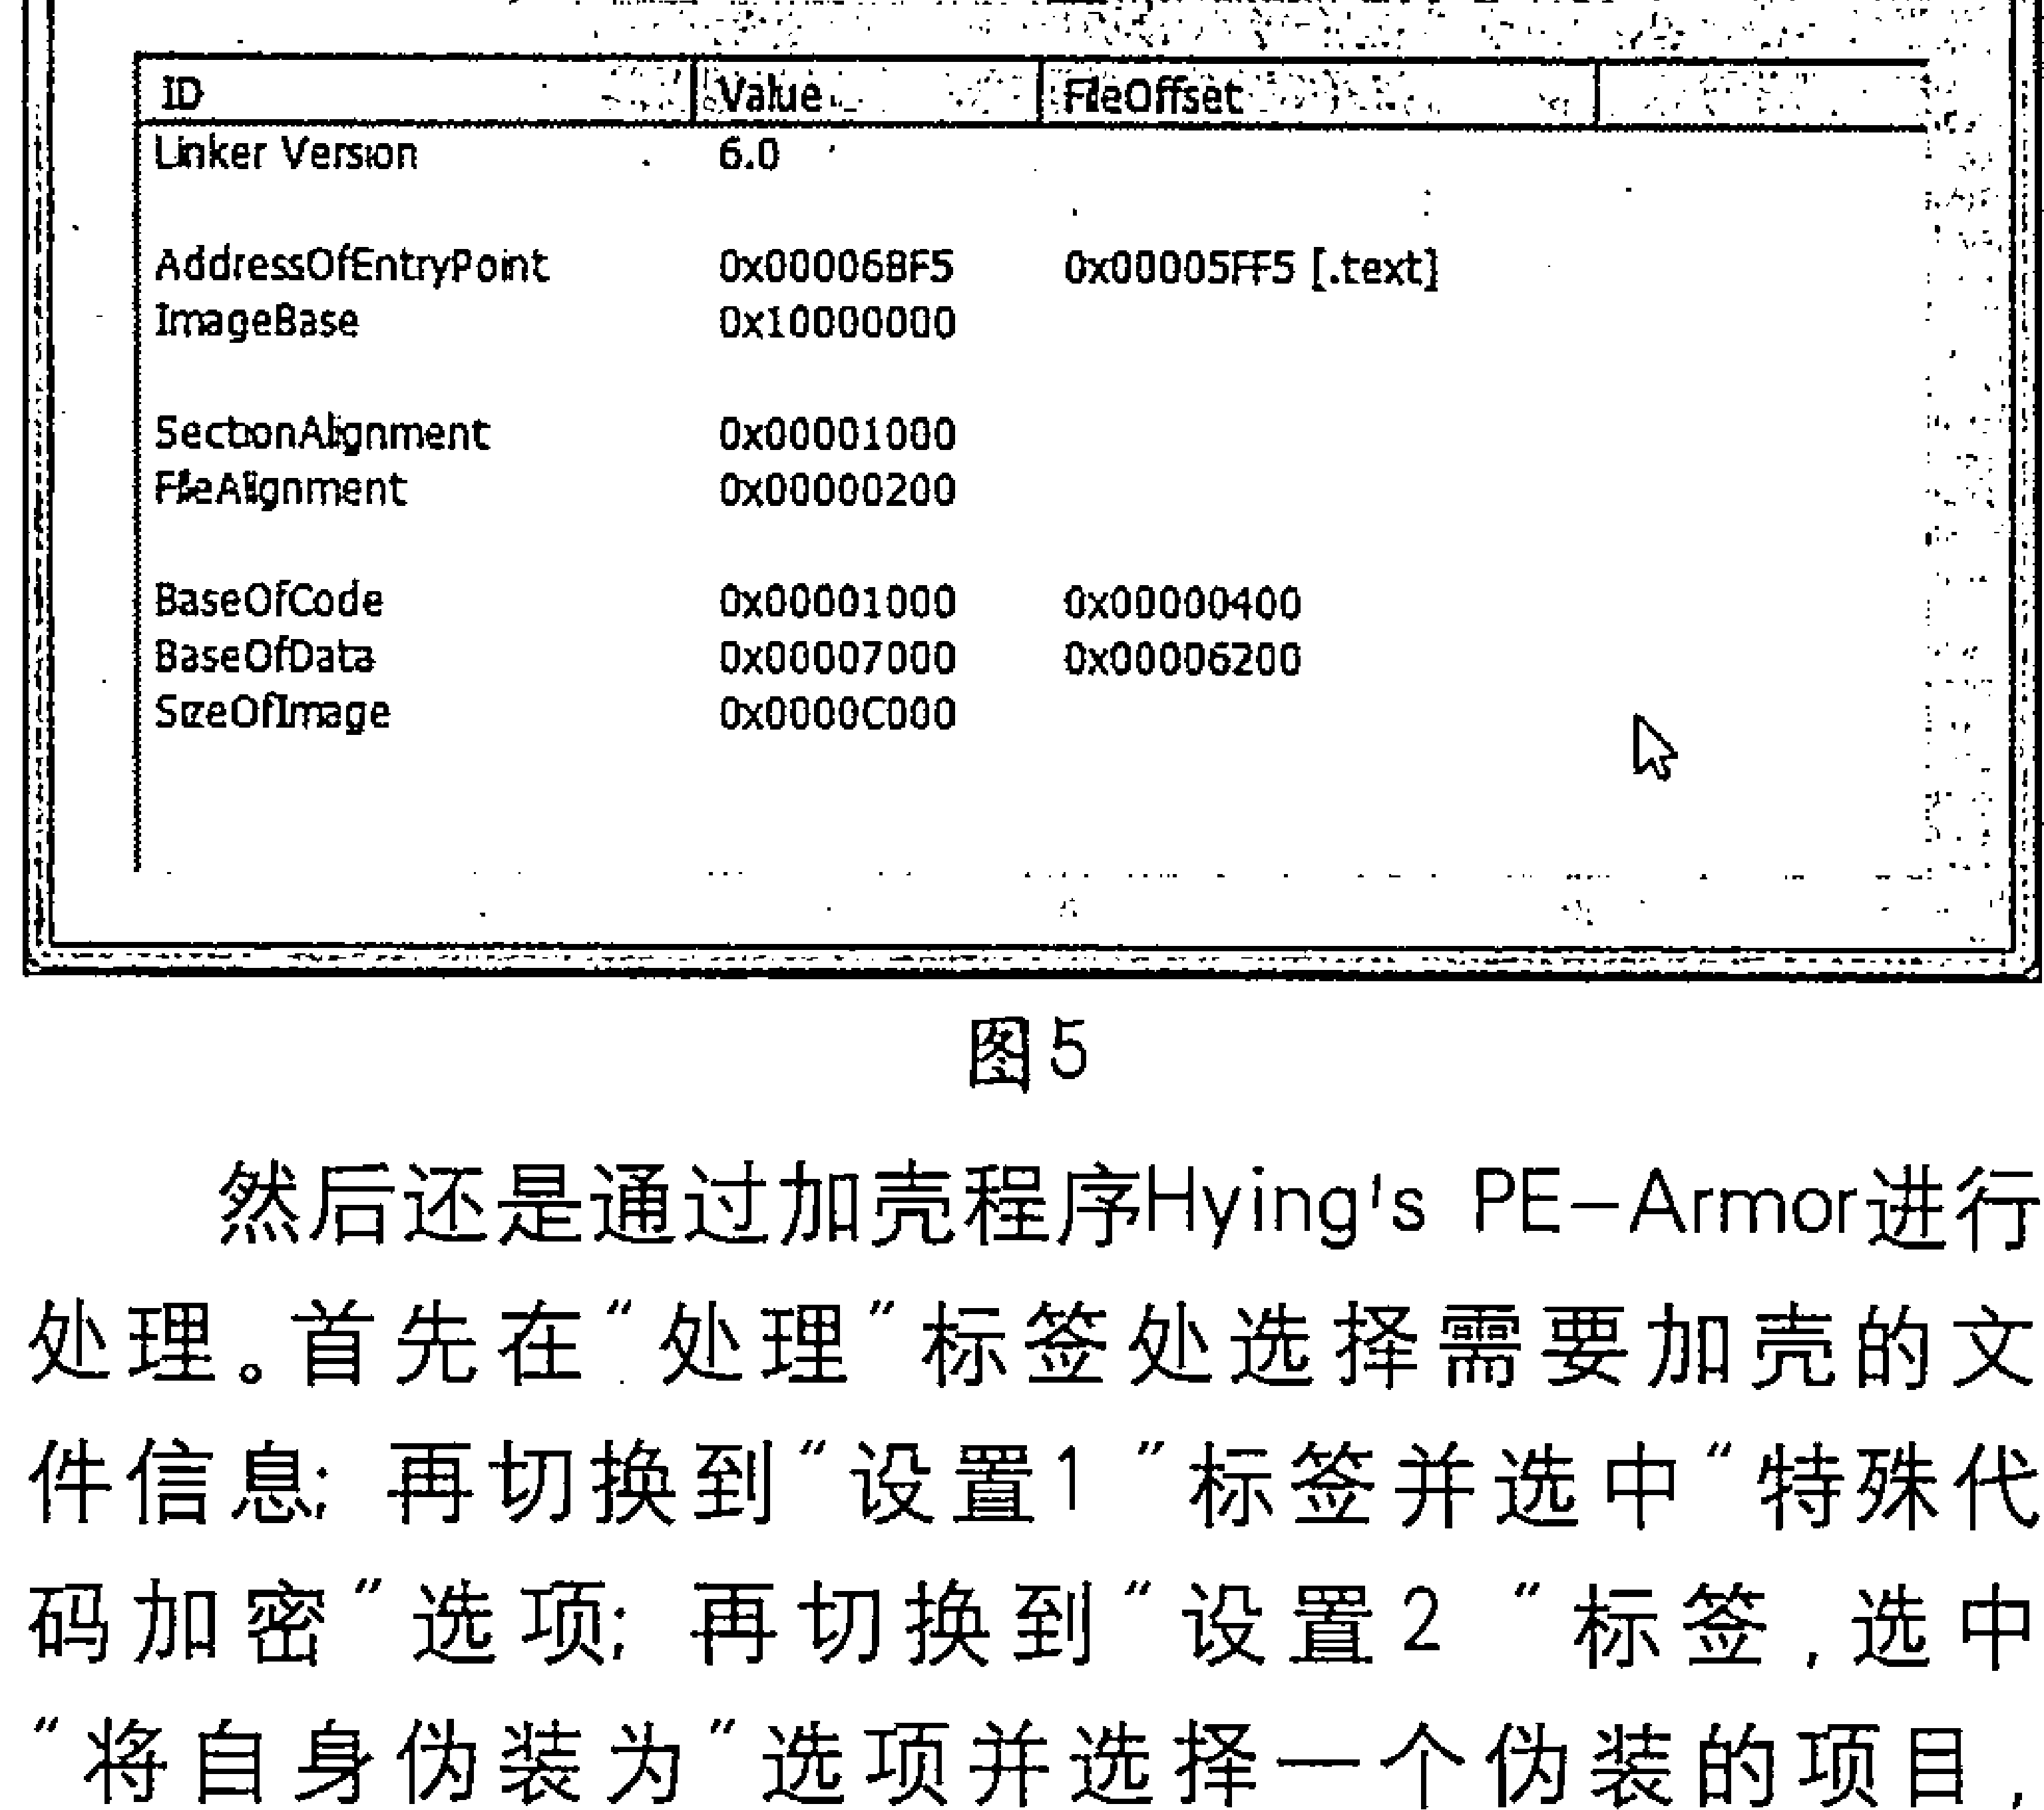 ID Value FileOffset
Linker Version 6.0
AddressOfEntryPoint 0x00006BF5 0x00005FF5 [.text]
ImageBase 0x10000000
SectionAlignment 0x00001000
FileAlignment 0x00000200
BaseOfCode 0x00001000 0x00000400
BaseOfData 0x00007000 0x00006200
SizeOfImage 0x0000C000
图5
然后还是通过加壳程序Hying's PE-Armor进行
处理。首先在“处理”标签处选择需要加壳的文
件信息; 再切换到“设置1”标签并选中“特殊代
码加密”选项; 再切换到“设置2”标签,选中
“将自身伪装为”选项并选择一个伪装的项目,